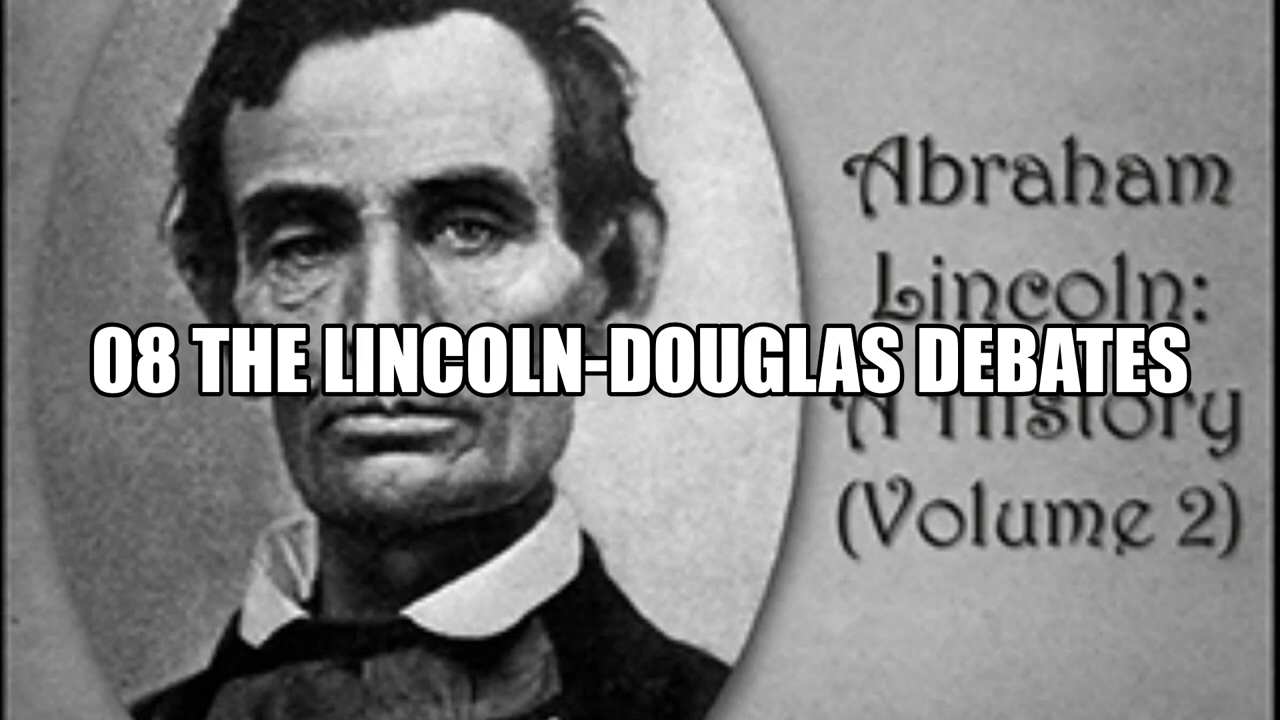 Abraham
Lincoln:
08 THE LINCOLN-DOUGLAS DEBATES
A History
(Volume 2)